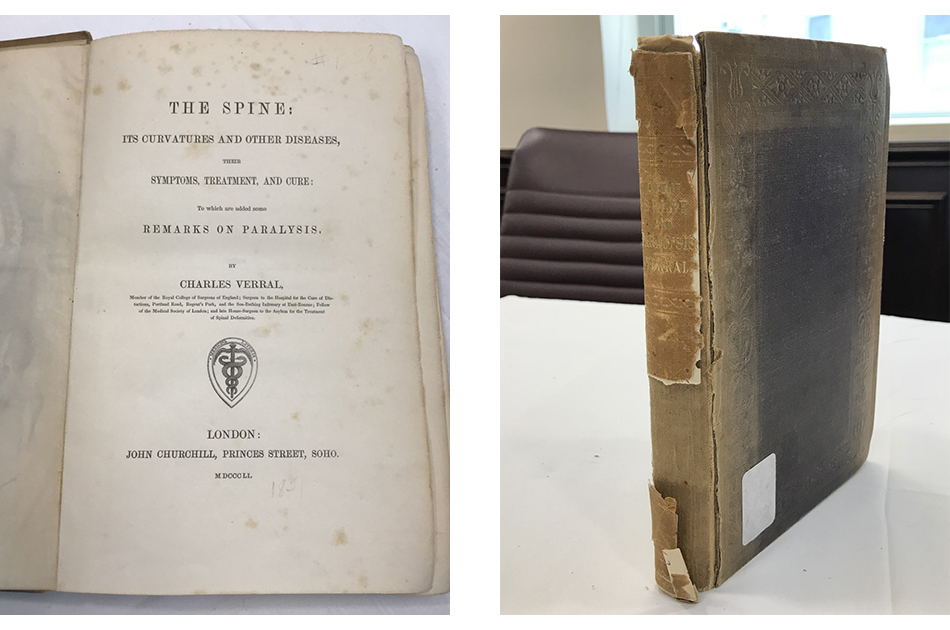 THE SPINE:
ITS CURVATURES AND OTHER DISEASES,
THEIR
SYMPTOMS, TREATMENT, AND CURE:
To which are added some
REMARKS ON PARALYSIS.
BY
CHARLES VERRAL,
Member of the Royal College of Surgeons of England; Surgeon to the Hospital for the Cure of Dis-
tortions, Portland Road, Regent's Park, and the Sea-Bathing Infirmary at East-Bourne; Fellow
of the Medical Society of London; and late House-Surgeon to the Asylum for the Treatment
of Spinal Deformities.
LONDON:
JOHN CHURCHILL, PRINCES STREET, SOHO.
MDCCCLI.
VERRAL